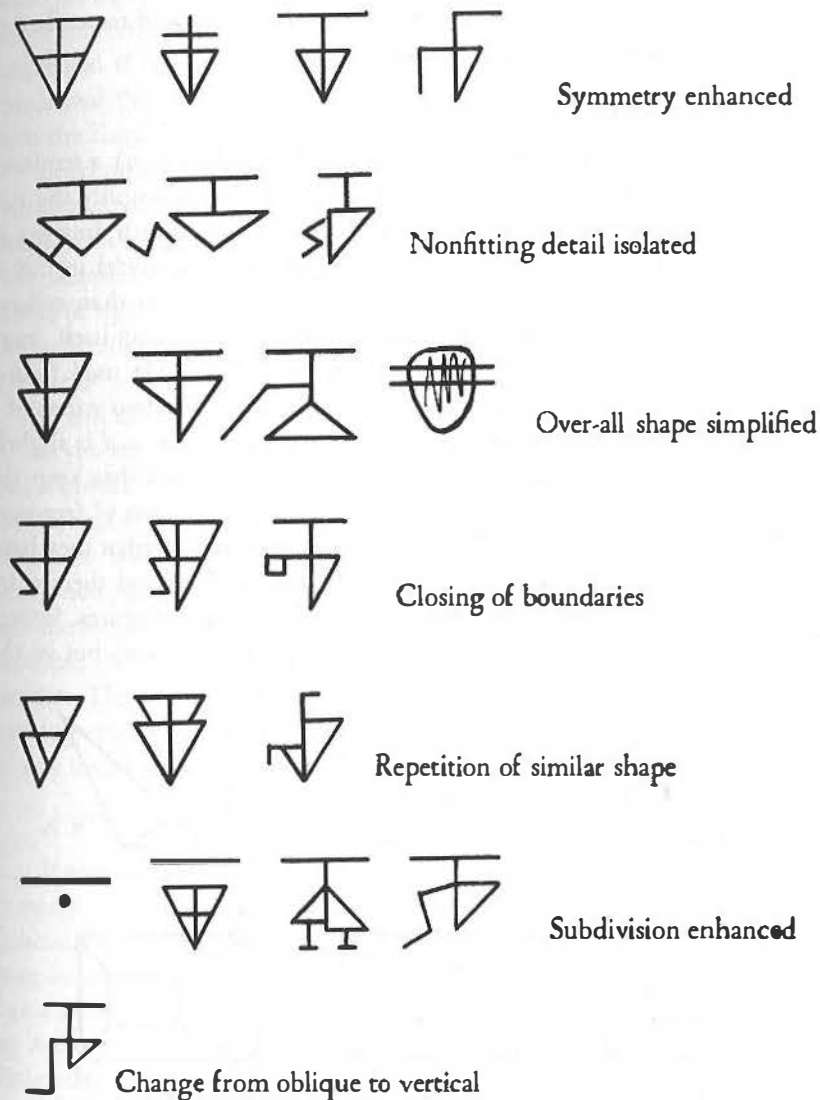 Symmetry enhanced
Nonfitting detail isolated
Over-all shape simplified
Closing of boundaries
Repetition of similar shape
Subdivision enhanced
Change from oblique to vertical